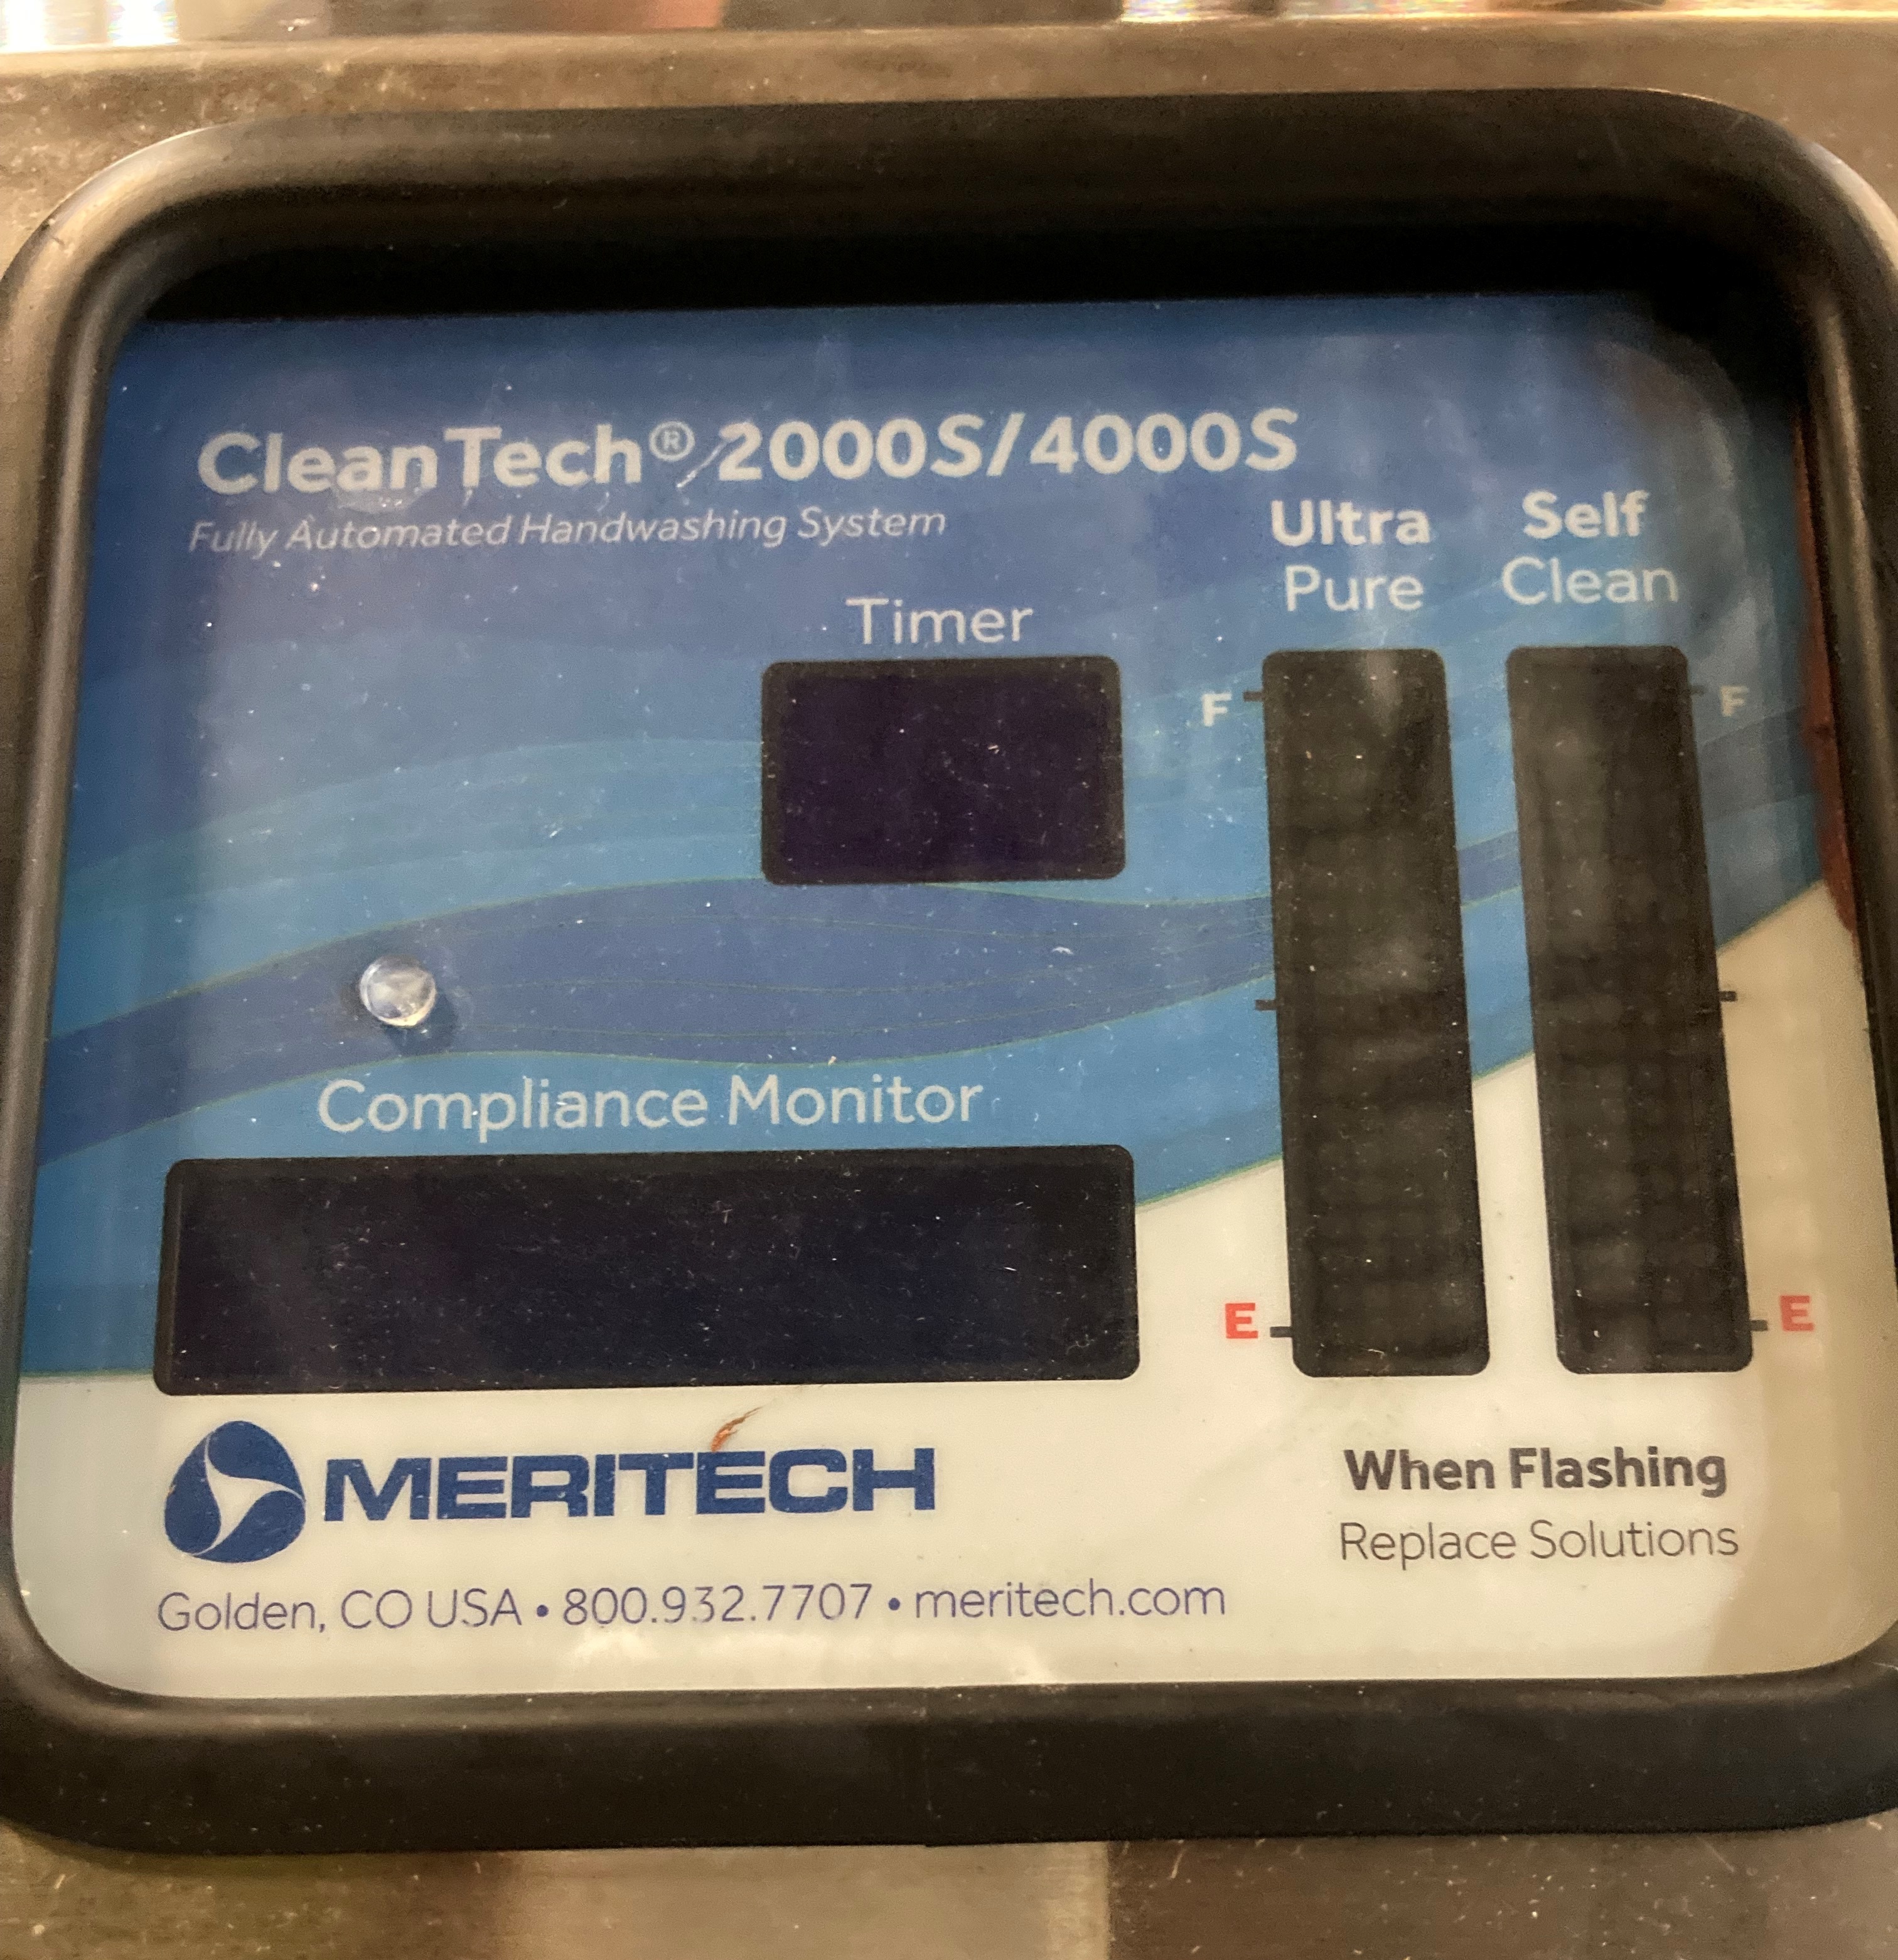 CleanTech® 2000S/4000S
Fully Automated Handwashing System
Timer
Ultra
Pure
Self
Clean
F
F
Compliance Monitor
E
E
MERITECH
Golden, CO USA • 800.932.7707 • meritech.com
When Flashing
Replace Solutions